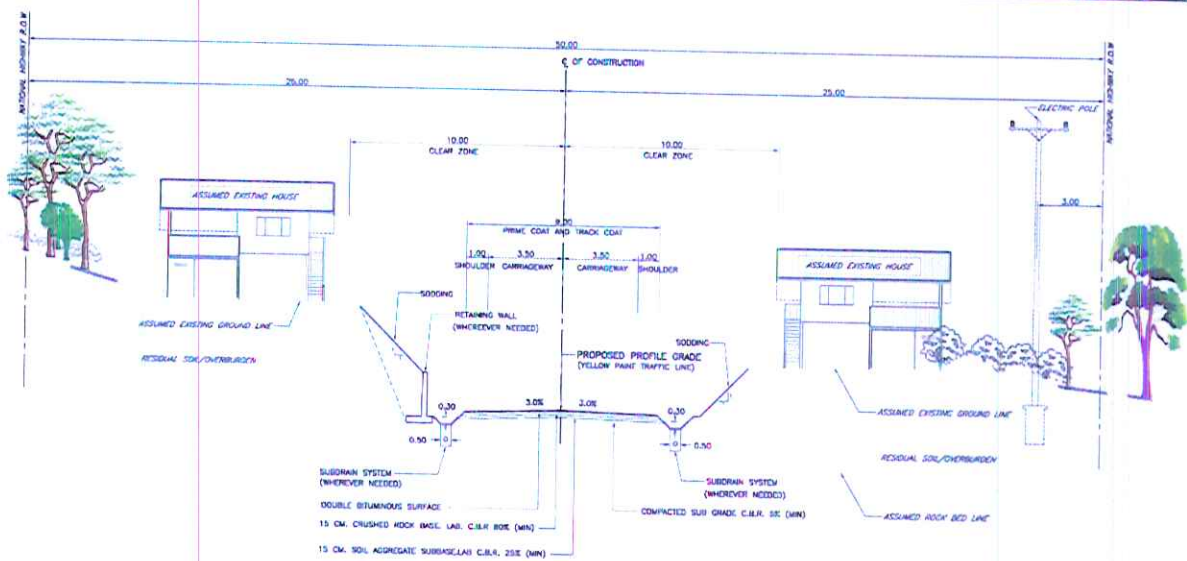 NATIONAL HIGHWAY R.O.W
50.00
℄ OF CONSTRUCTION
NATIONAL HIGHWAY R.O.W
25.00
25.00
ELECTRIC POLE
10.00
CLEAR ZONE
10.00
CLEAR ZONE
ASSUMED EXISTING HOUSE
3.00
9.00
PRIME COAT AND TRACK COAT
1.00
3.50
3.50
1.00
SHOULDER
CARRIAGEWAY
CARRIAGEWAY
SHOULDER
ASSUMED EXISTING HOUSE
SODDING
RETAINING WALL
(WHEREEVER NEEDED)
ASSUMED EXISTING GROUND LINE
RESIDUAL SOIL/OVERBURDEN
PROPOSED PROFILE GRADE
(YELLOW PAINT TRAFFIC LINE)
SODDING
0.30
3.0%
3.0%
0.30
ASSUMED EXISTING GROUND LINE
0.50
0.50
RESIDUAL SOIL/OVERBURDEN
SUBDRAIN SYSTEM
(WHEREVER NEEDED)
SUBDRAIN SYSTEM
(WHEREVER NEEDED)
DOUBLE BITUMINOUS SURFACE
COMPACTED SUB GRADE C.B.R. 5% (MIN)
ASSUMED ROCK BED LINE
15 CM. CRUSHED ROCK BASE. LAB. C.B.R 80% (MIN)
15 CM. SOIL AGGREGATE SUBBASE.LAB C.B.R. 25% (MIN)